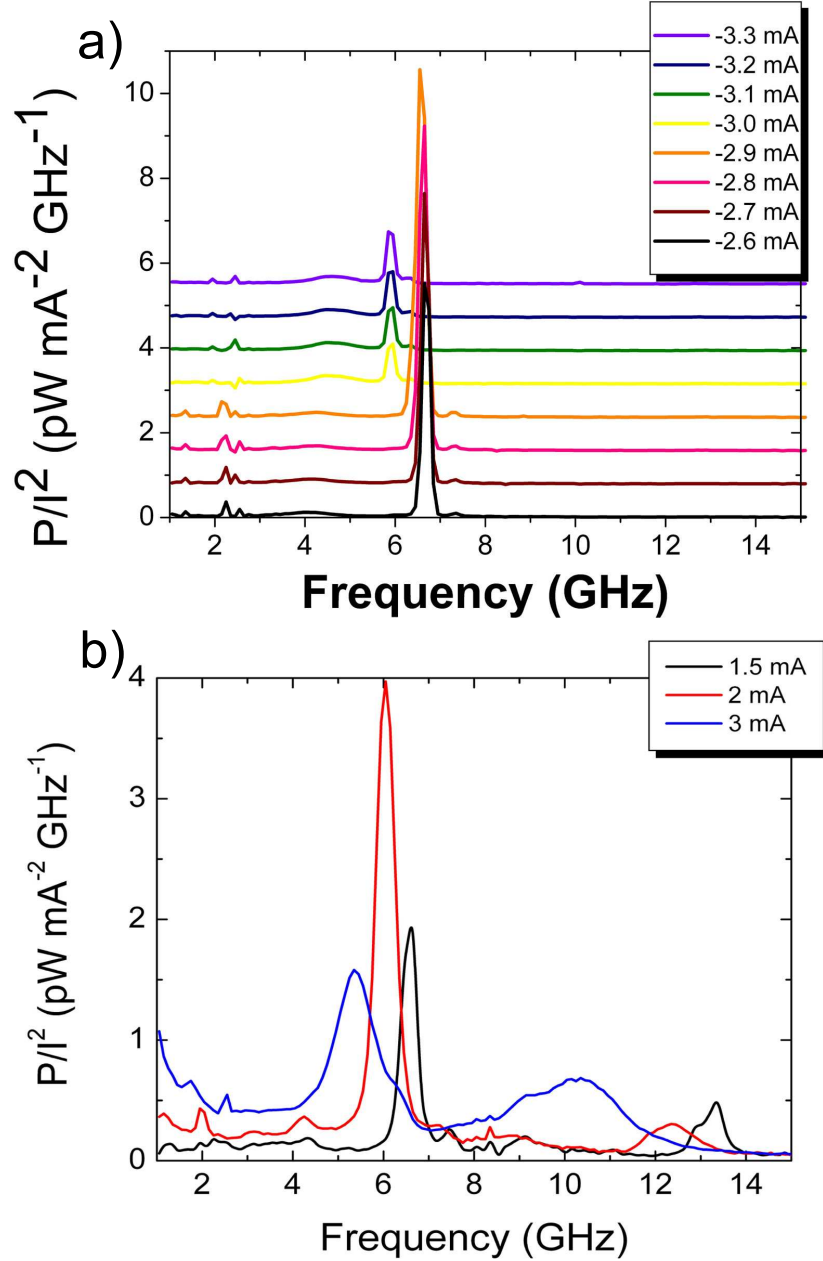 a)
-3.3 mA
-3.2 mA
-3.1 mA
-3.0 mA
-2.9 mA
-2.8 mA
-2.7 mA
-2.6 mA
P/I² (pW mA⁻² GHz⁻¹)
10
8
6
4
2
0
2 4 6 8 10 12 14
Frequency (GHz)
b)
1.5 mA
2 mA
3 mA
P/I² (pW mA⁻² GHz⁻¹)
4
3
2
1
0
2 4 6 8 10 12 14
Frequency (GHz)